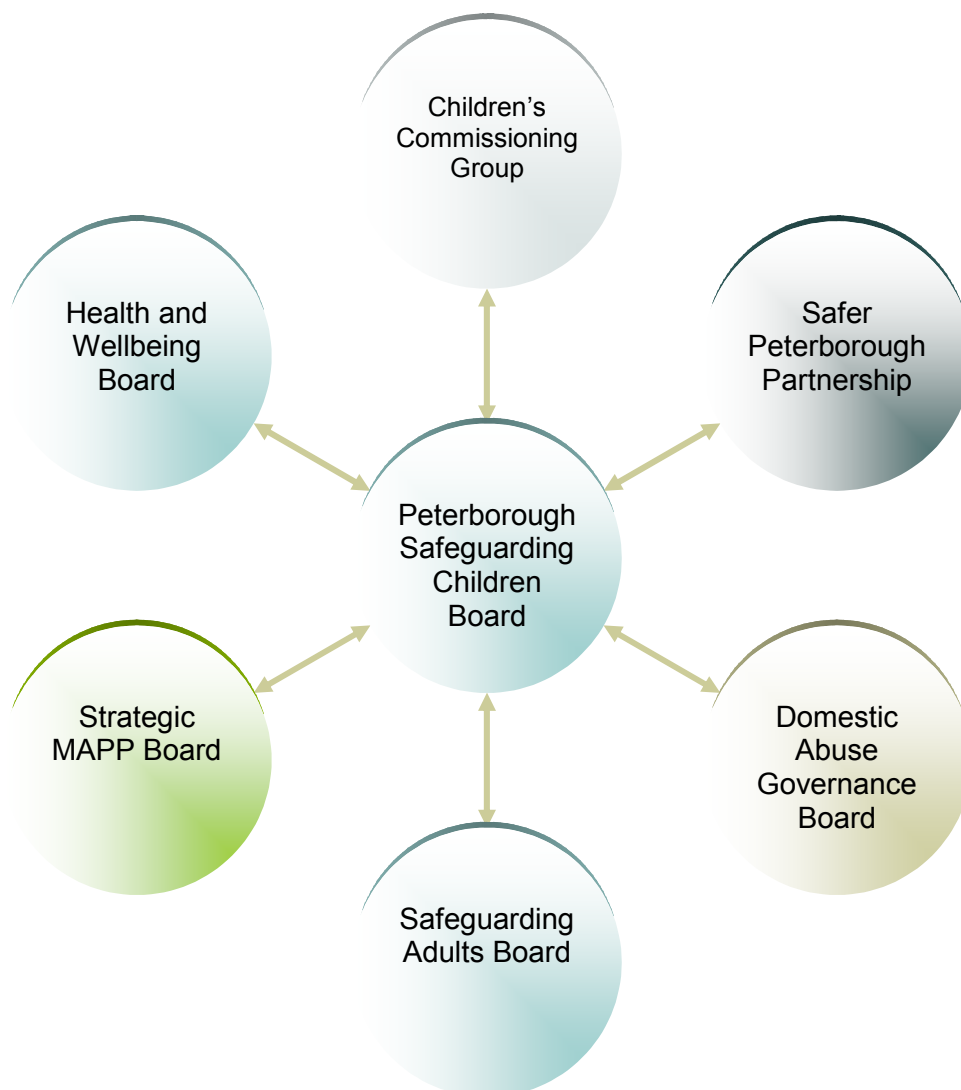 Children’s
Commissioning
Group
Health and
Wellbeing
Board
Safer
Peterborough
Partnership
Peterborough
Safeguarding
Children
Board
Strategic
MAPP Board
Domestic
Abuse
Governance
Board
Safeguarding
Adults Board